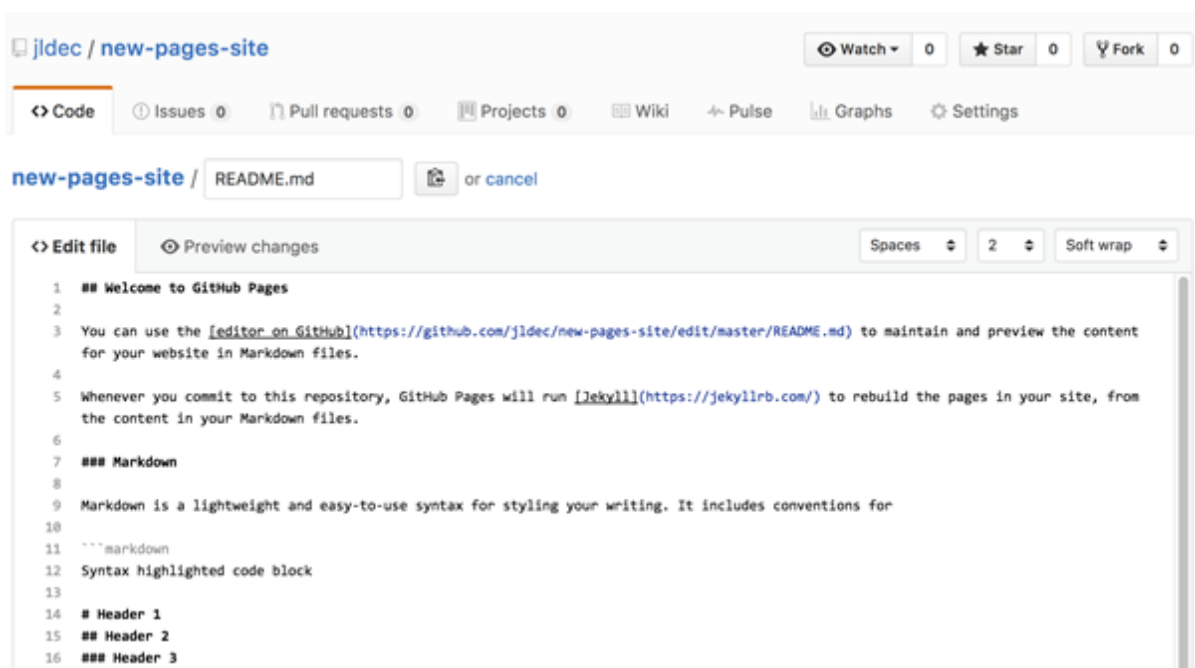 jldec / new-pages-site
Watch 0 Star 0 Fork 0
<> Code Issues 0 Pull requests 0 Projects 0 Wiki Pulse Graphs Settings
new-pages-site / README.md or cancel
<> Edit file Preview changes Spaces 2 Soft wrap
1 ## Welcome to GitHub Pages
2
3 You can use the [editor on GitHub](https://github.com/jldec/new-pages-site/edit/master/README.md) to maintain and preview the content
for your website in Markdown files.
4
5 Whenever you commit to this repository, GitHub Pages will run [Jekyll](https://jekyllrb.com/) to rebuild the pages in your site, from
the content in your Markdown files.
6
7 ### Markdown
8
9 Markdown is a lightweight and easy-to-use syntax for styling your writing. It includes conventions for
10
11 ```markdown
12 Syntax highlighted code block
13
14 # Header 1
15 ## Header 2
16 ### Header 3